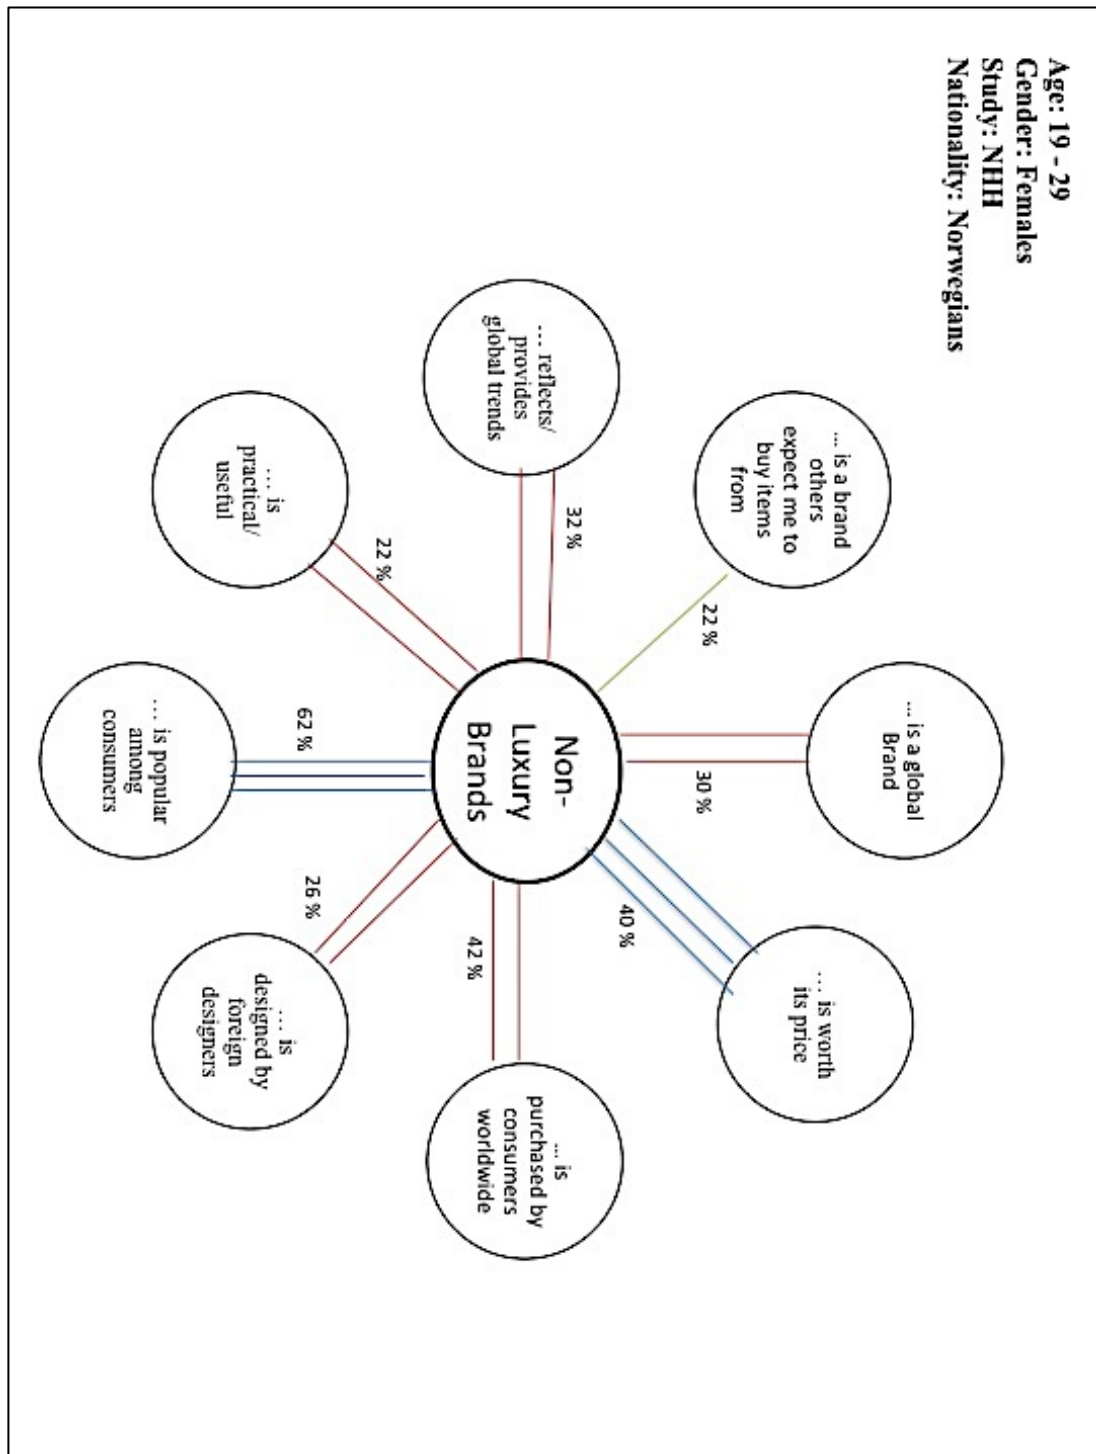 Age: 19 - 29
Gender: Females
Study: NHH
Nationality: Norwegians
... is a global
Brand
... is a brand
others
expect me to
buy items
from
… is worth
its price
22 %
30 %
40 %
… reflects/
provides
global trends
32 %
Non-
Luxury
Brands
42 %
... is
purchased by
consumers
worldwide
22 %
62 %
26 %
… is
practical/
useful
… is popular
among
consumers
… is
designed by
foreign
designers